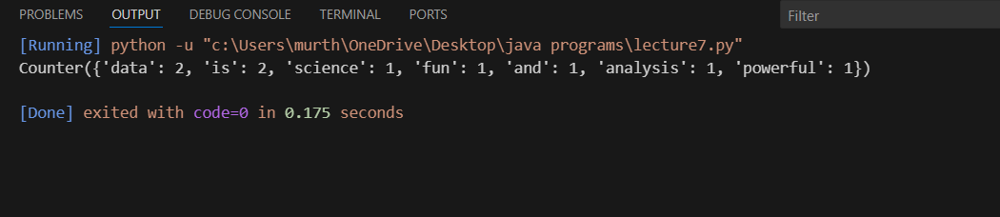 PROBLEMS OUTPUT DEBUG CONSOLE TERMINAL PORTS Filter
[Running] python -u "c:\Users\murth\OneDrive\Desktop\java programs\lecture7.py"
Counter({'data': 2, 'is': 2, 'science': 1, 'fun': 1, 'and': 1, 'analysis': 1, 'powerful': 1})
[Done] exited with code=0 in 0.175 seconds